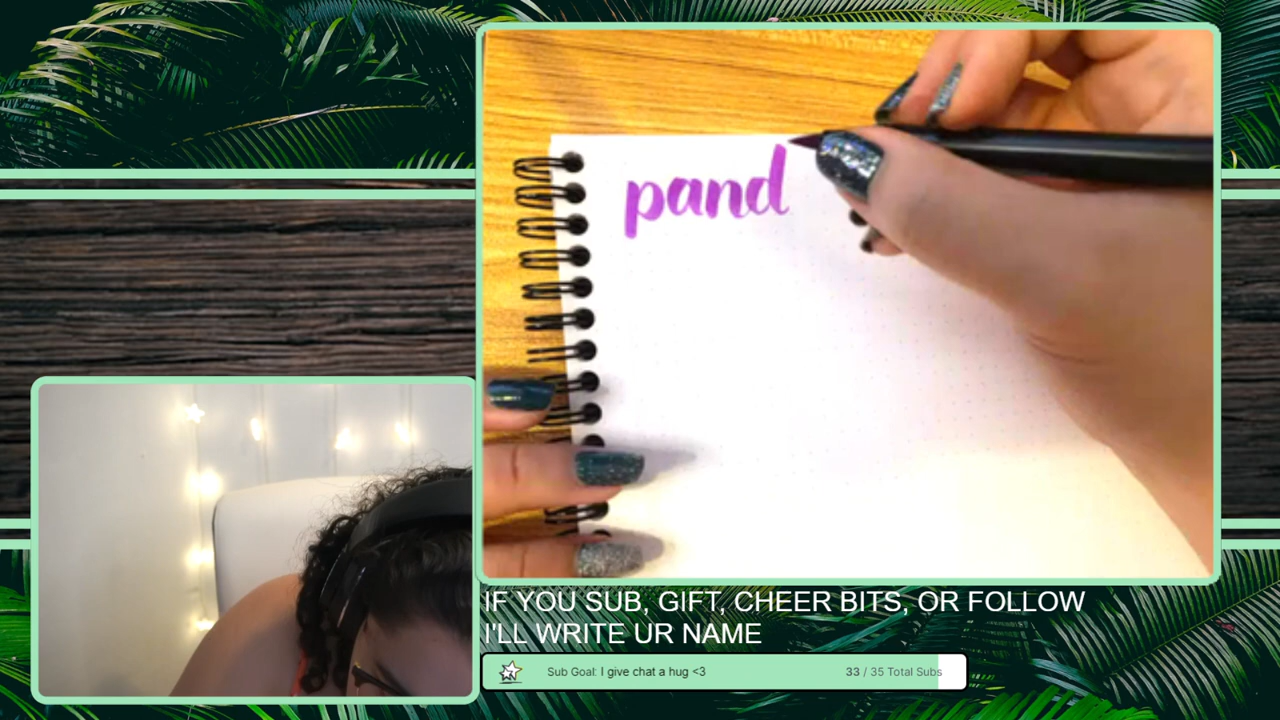 pand
IF YOU SUB, GIFT, CHEER BITS, OR FOLLOW
I'LL WRITE UR NAME
Sub Goal: I give chat a hug <3 33 / 35 Total Subs